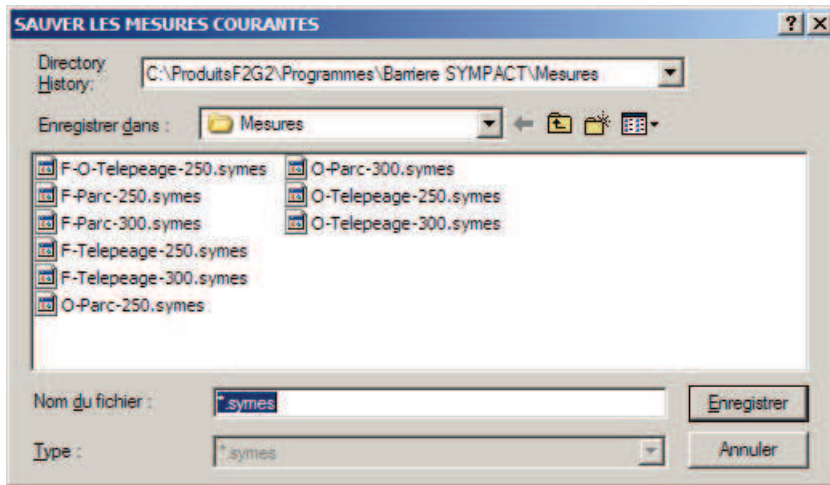 SAUVER LES MESURES COURANTES
Directory History:
C:\ProduitsF2G2\Programmes\Barriere SYMPACT\Mesures
Enregistrer dans :
Mesures
F-O-Telepeage-250.symes
F-Parc-250.symes
F-Parc-300.symes
F-Telepeage-250.symes
F-Telepeage-300.symes
O-Parc-250.symes
O-Parc-300.symes
O-Telepeage-250.symes
O-Telepeage-300.symes
Nom du fichier :
*.symes
Enregistrer
Type :
*.symes
Annuler